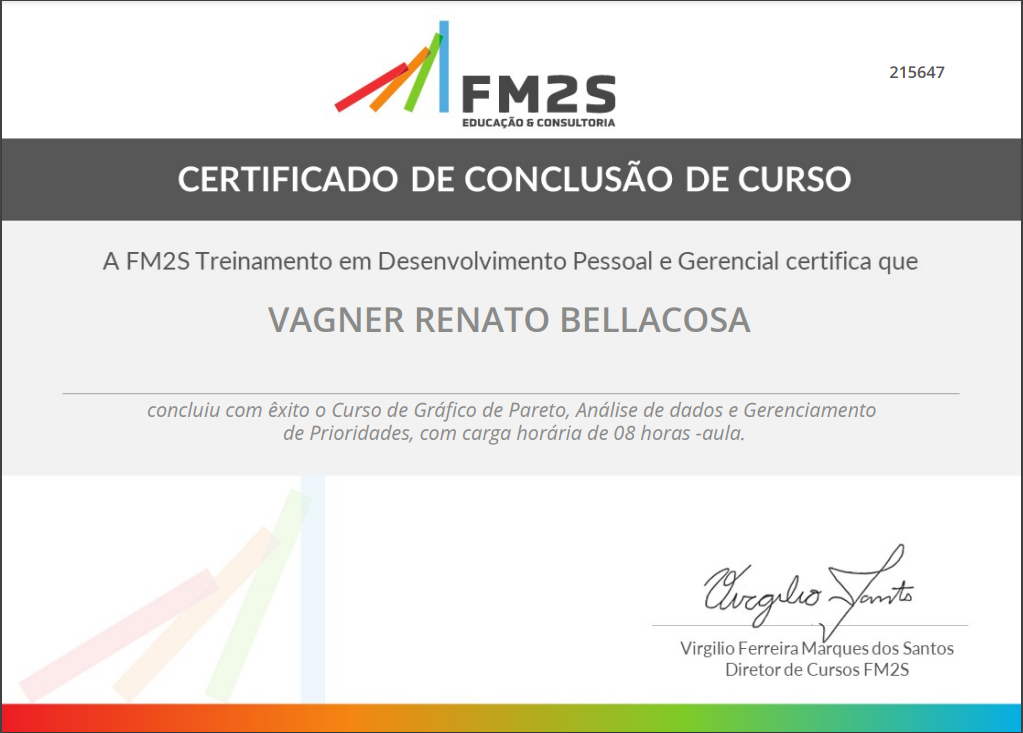 FM2S
EDUCAÇÃO & CONSULTORIA
215647
CERTIFICADO DE CONCLUSÃO DE CURSO
A FM2S Treinamento em Desenvolvimento Pessoal e Gerencial certifica que
VAGNER RENATO BELLACOSA
concluiu com êxito o Curso de Gráfico de Pareto, Análise de dados e Gerenciamento
de Prioridades, com carga horária de 08 horas -aula.
Virgilio Santos
Virgilio Ferreira Marques dos Santos
Diretor de Cursos FM2S